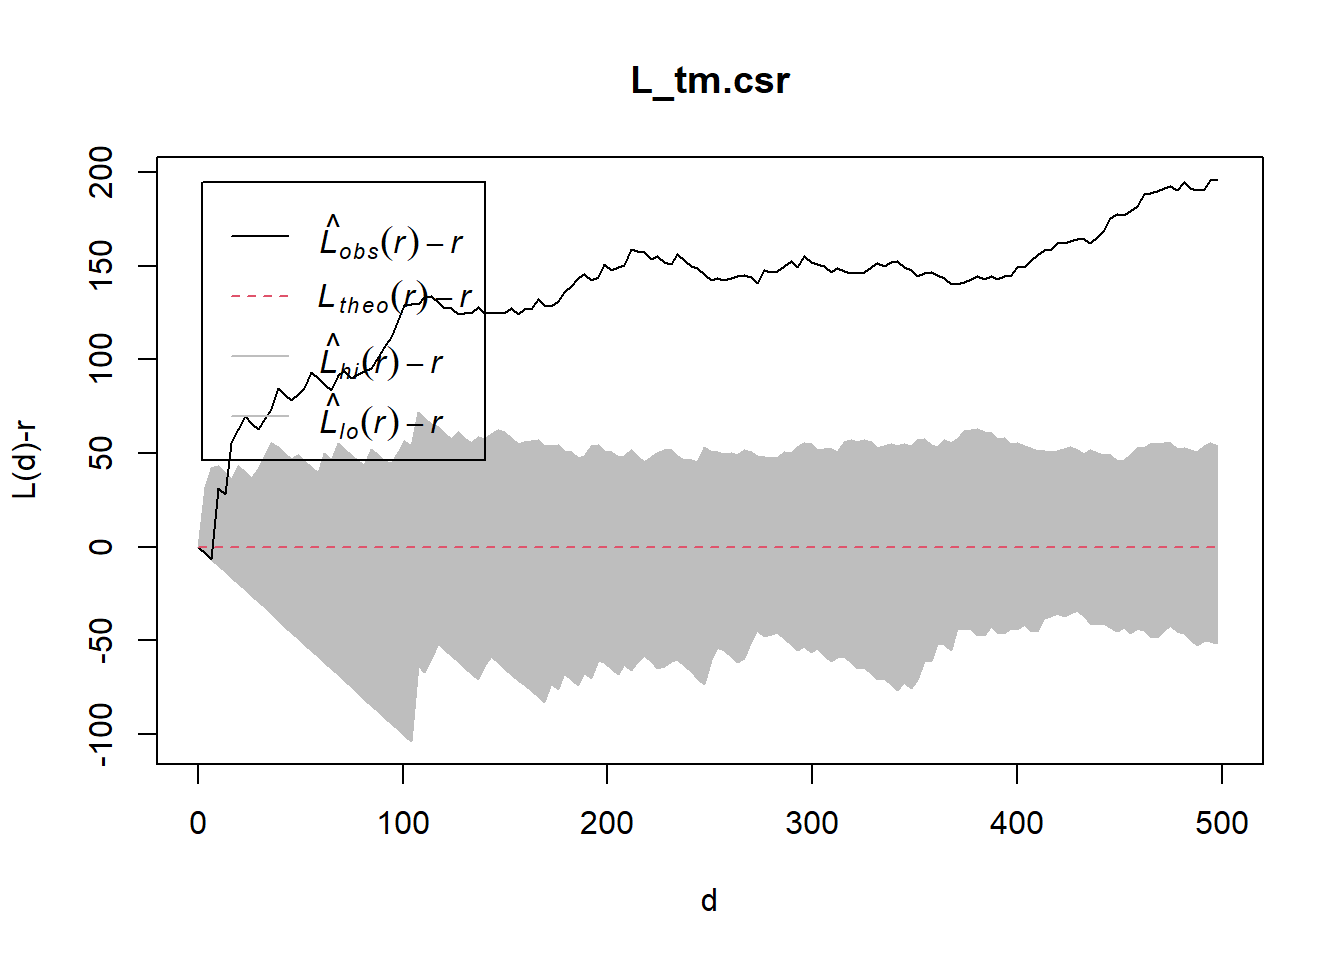 L_tm.csr
L(d)-r
200
150
100
50
0
-50
-100
L̂obs(r) − r
Ltheo(r) − r
L̂hi(r) − r
L̂lo(r) − r
0 100 200 300 400 500
d